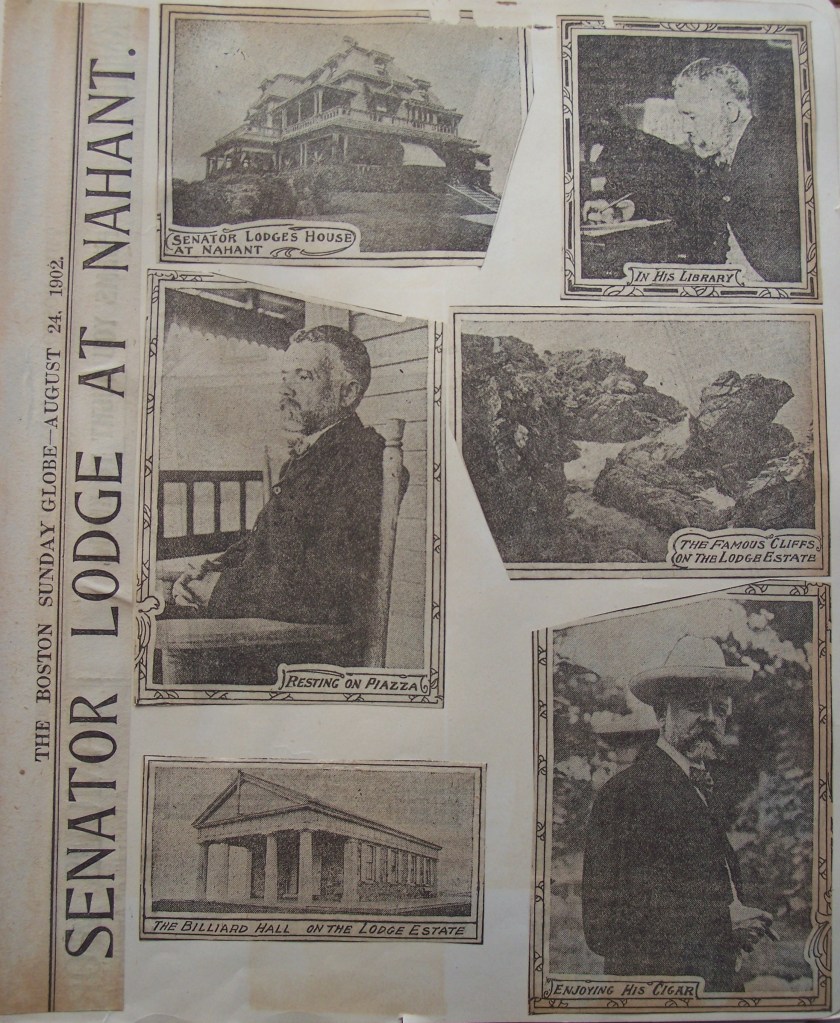 THE BOSTON SUNDAY GLOBE—AUGUST 24, 1902.
SENATOR LODGE AT NAHANT.
SENATOR LODGES HOUSE
AT NAHANT
IN HIS LIBRARY
RESTING ON PIAZZA
THE FAMOUS CLIFFS
ON THE LODGE ESTATE
THE BILLIARD HALL ON THE LODGE ESTATE
ENJOYING HIS CIGAR